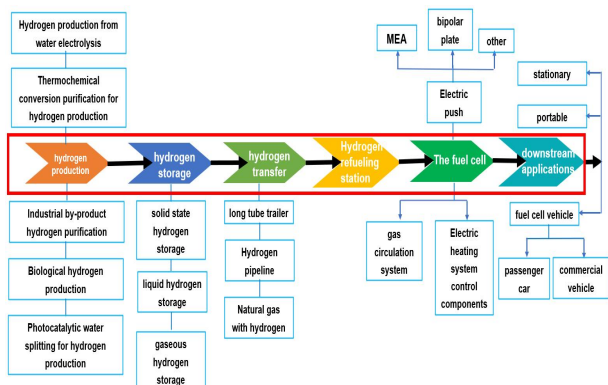 Hydrogen production from
water electrolysis
Thermochemical
conversion purification for
hydrogen production
MEA
bipolar
plate
other
Electric
push
stationary
portable
hydrogen
production
hydrogen
storage
hydrogen
transfer
Hydrogen
refueling
station
The fuel cell
downstream
applications
Industrial by-product
hydrogen purification
Biological hydrogen
production
Photocatalytic water
splitting for hydrogen
production
solid state
hydrogen
storage
liquid hydrogen
storage
gaseous
hydrogen
storage
long tube trailer
Hydrogen
pipeline
Natural gas
with hydrogen
gas
circulation
system
Electric
heating
system
control
components
fuel cell vehicle
passenger
car
commercial
vehicle